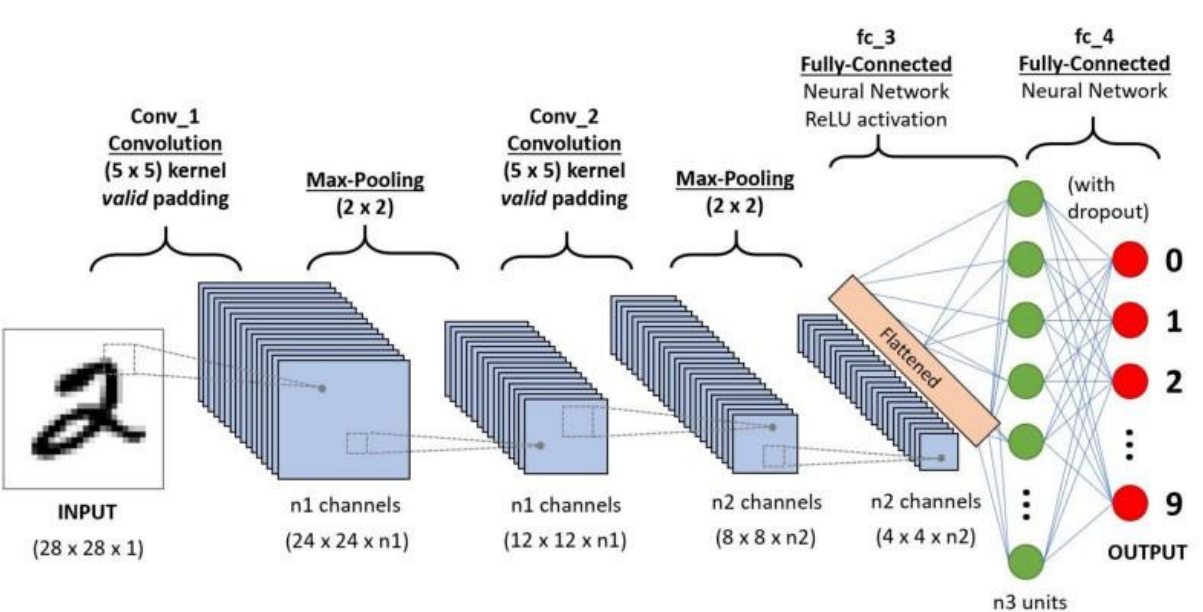 fc_3
Fully-Connected
Neural Network
ReLU activation
fc_4
Fully-Connected
Neural Network
Conv_1
Convolution
(5 x 5) kernel
valid padding
Max-Pooling
(2 x 2)
Conv_2
Convolution
(5 x 5) kernel
valid padding
Max-Pooling
(2 x 2)
(with
dropout)
Flattened
2
0
1
2
⋮
9
⋮
INPUT
(28 x 28 x 1)
n1 channels
(24 x 24 x n1)
n1 channels
(12 x 12 x n1)
n2 channels
(8 x 8 x n2)
n2 channels
(4 x 4 x n2)
OUTPUT
n3 units